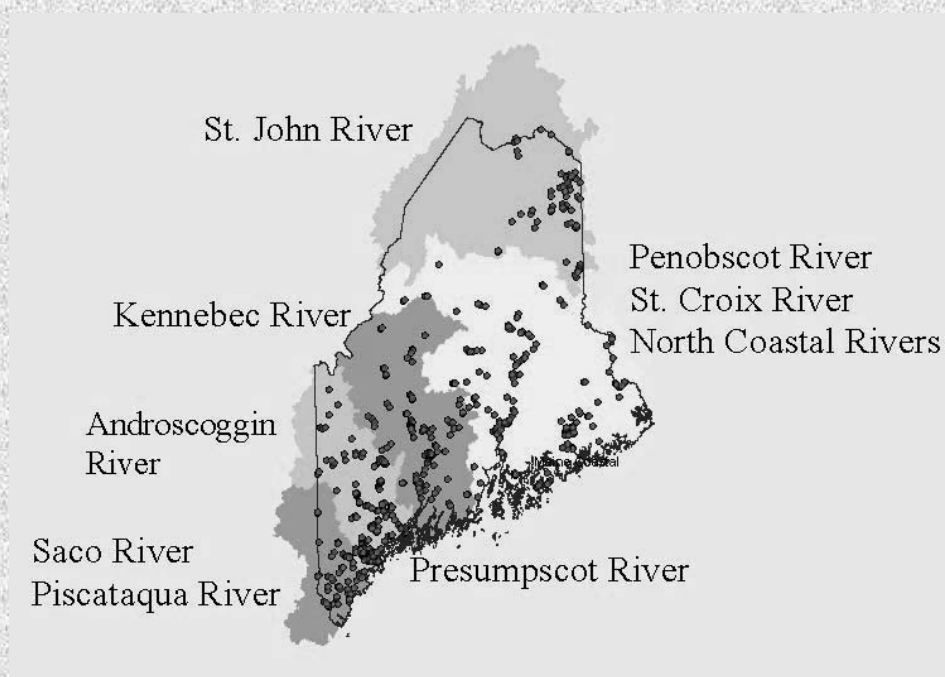 St. John River
Penobscot River
St. Croix River
North Coastal Rivers
Kennebec River
Androscoggin
River
Saco River
Piscataqua River
Presumpscot River
Coastal